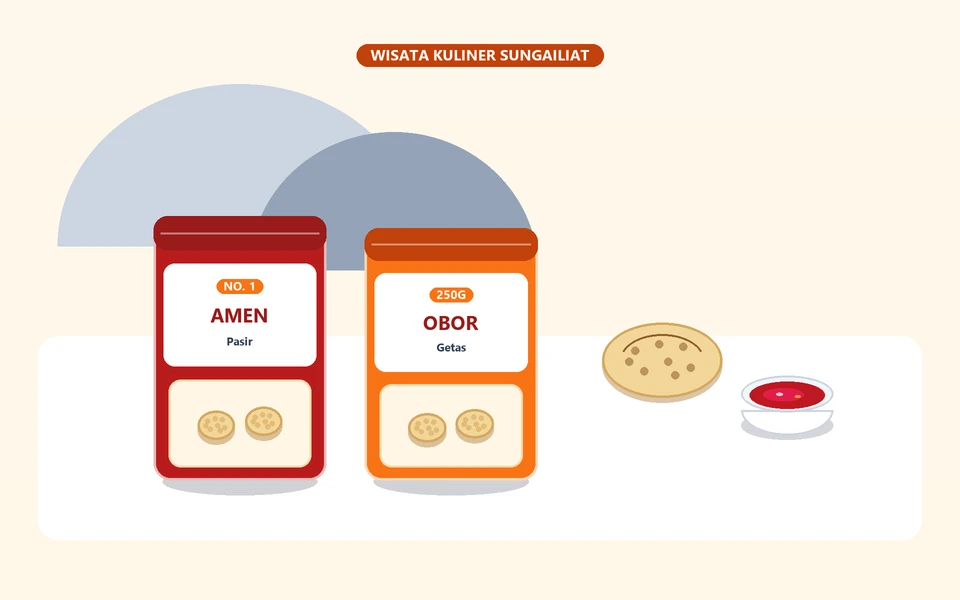 WISATA KULINER SUNGAILIAT
NO. 1
AMEN
Pasir
250G
OBOR
Getas